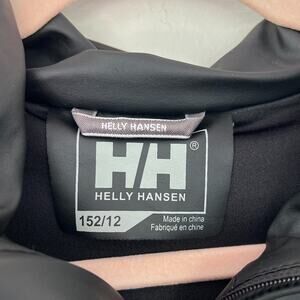 HELLY HANSEN
HH®
HELLY HANSEN
152/12
Made in china
Fabriqué en chine